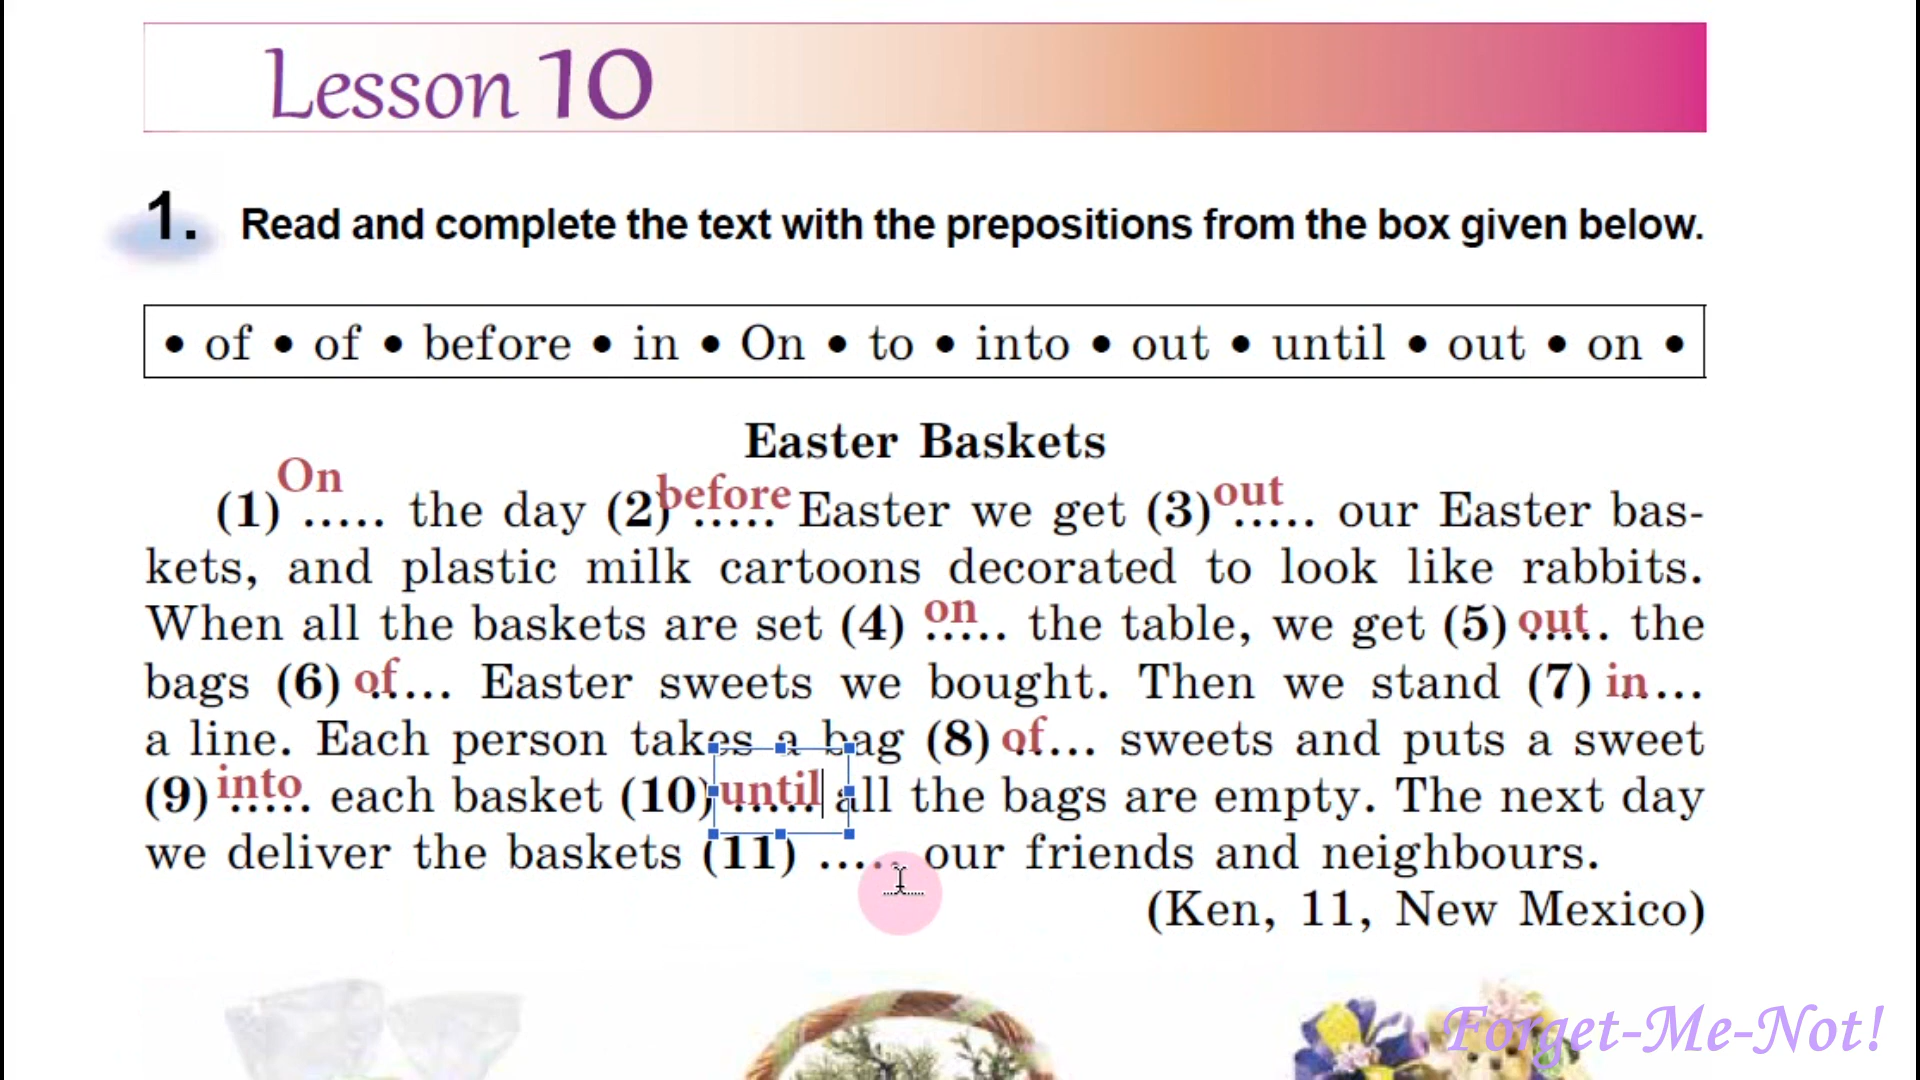 Lesson 10
1. Read and complete the text with the prepositions from the box given below.
• of • of • before • in • On • to • into • out • until • out • on •
Easter Baskets
(1) On ..... the day (2) before ..... Easter we get (3) out ..... our Easter bas-
kets, and plastic milk cartoons decorated to look like rabbits.
When all the baskets are set (4) on ..... the table, we get (5) out ..... the
bags (6) of ..... Easter sweets we bought. Then we stand (7) in .....
a line. Each person takes a bag (8) of ..... sweets and puts a sweet
(9) into ..... each basket (10) until ..... all the bags are empty. The next day
we deliver the baskets (11) ..... our friends and neighbours.
(Ken, 11, New Mexico)
Forget-Me-Not!